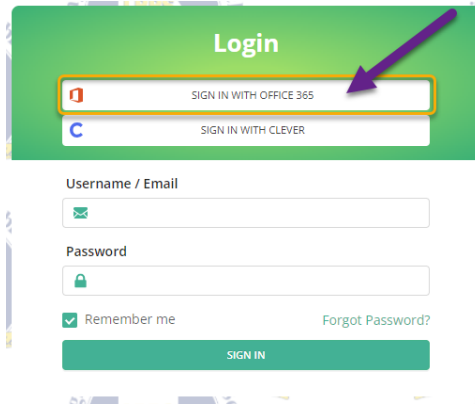 Login
SIGN IN WITH OFFICE 365
SIGN IN WITH CLEVER
Username / Email
Password
Remember me
Forgot Password?
SIGN IN